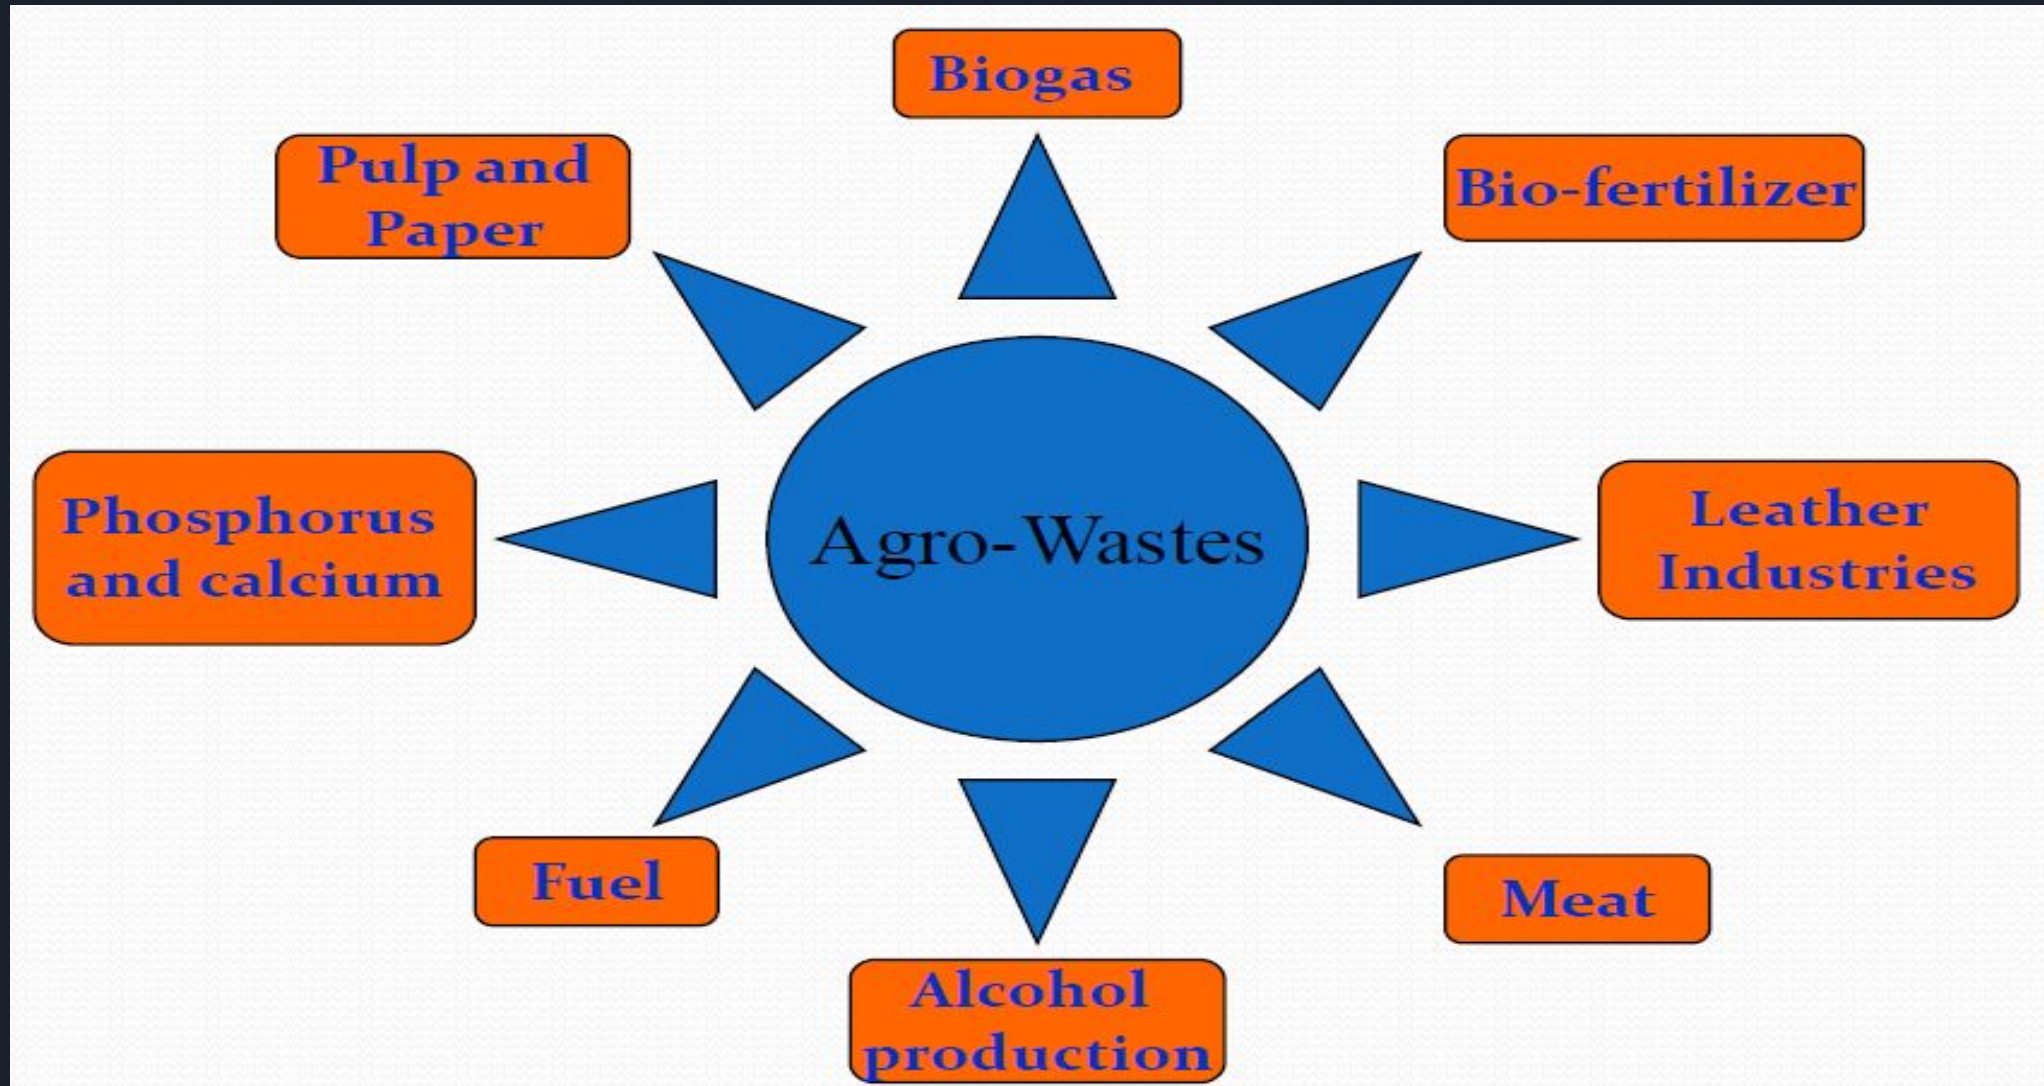 Biogas
Pulp and
Paper
Bio-fertilizer
Phosphorus
and calcium
Agro-Wastes
Leather
Industries
Fuel
Meat
Alcohol
production